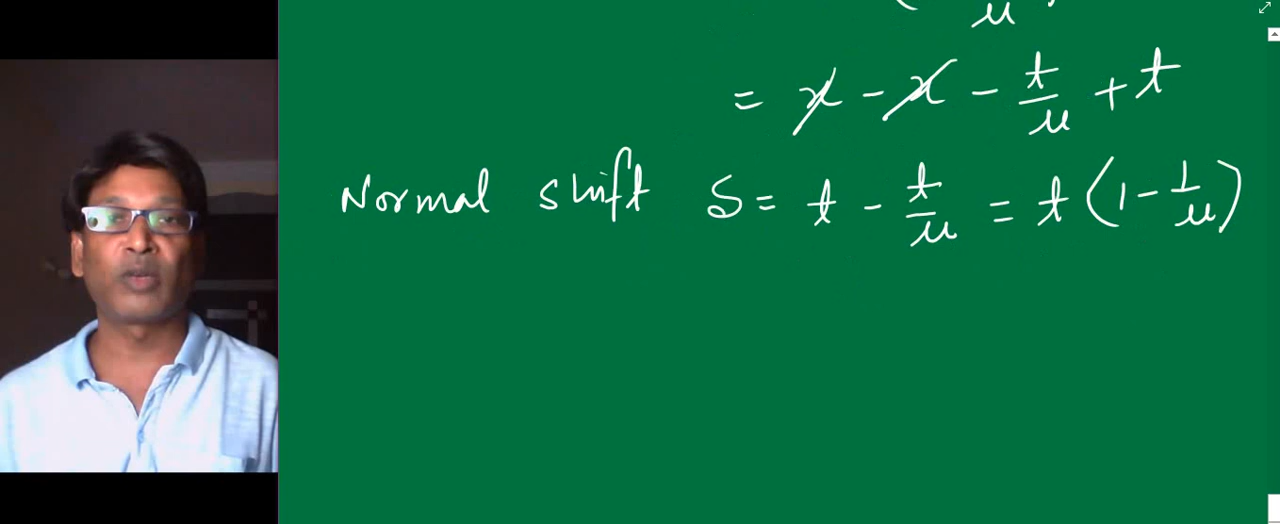 μ
= x - x - t/μ + t
Normal shift S = t - t/μ = t (1 - 1/μ)